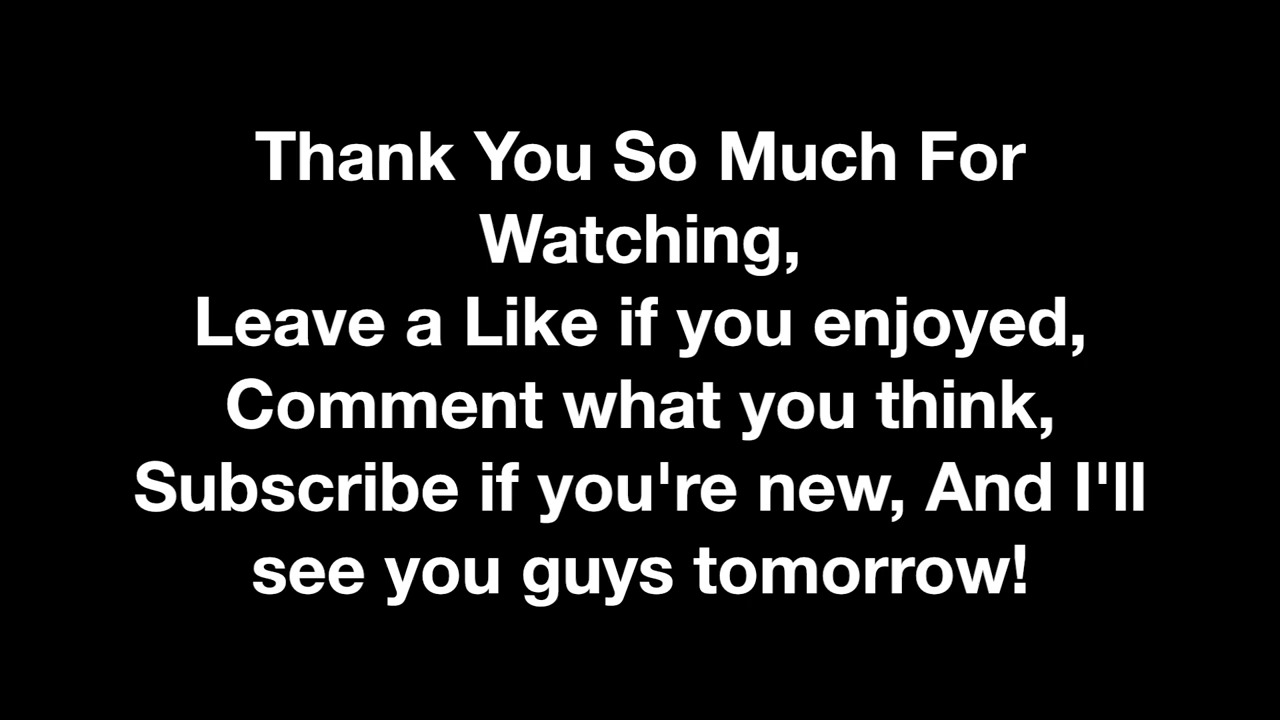 Thank You So Much For
Watching,
Leave a Like if you enjoyed,
Comment what you think,
Subscribe if you're new, And I'll
see you guys tomorrow!